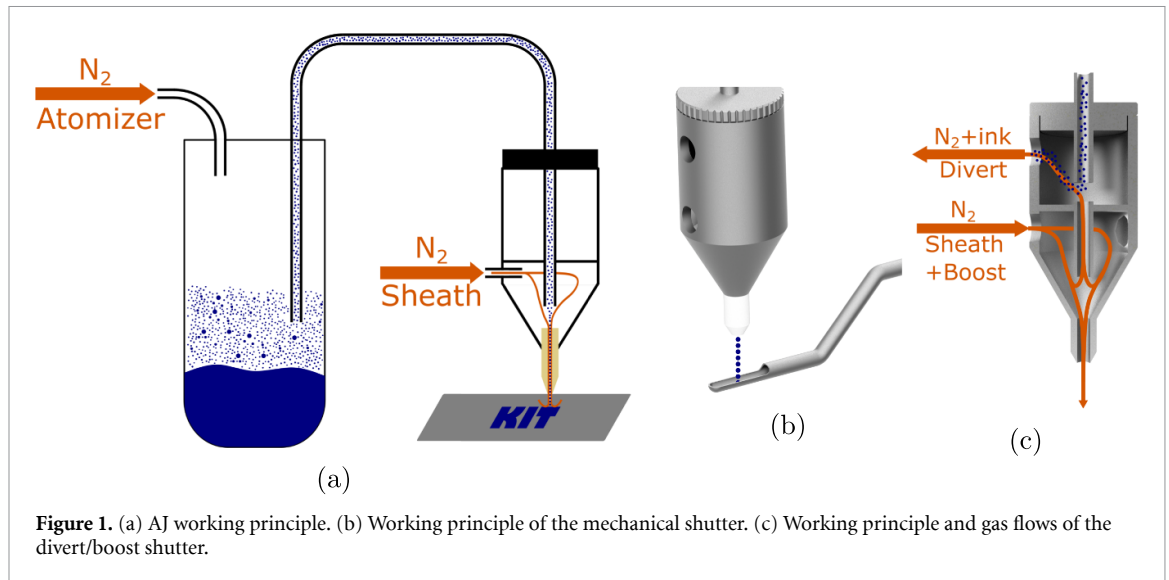 N2
Atomizer
N2
Sheath
KIT
(a)
(b)
N2+ink
Divert
N2
Sheath
+Boost
(c)
Figure 1. (a) AJ working principle. (b) Working principle of the mechanical shutter. (c) Working principle and gas flows of the
divert/boost shutter.